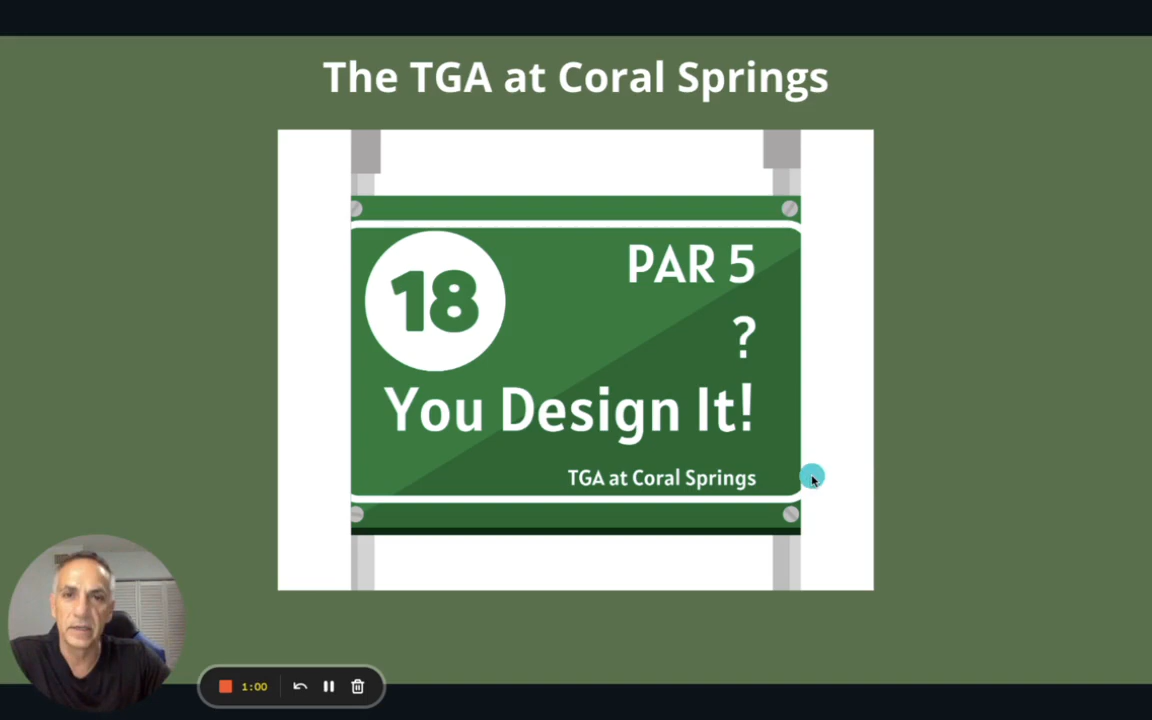 The TGA at Coral Springs
18
PAR 5
?
You Design It!
TGA at Coral Springs
1:00